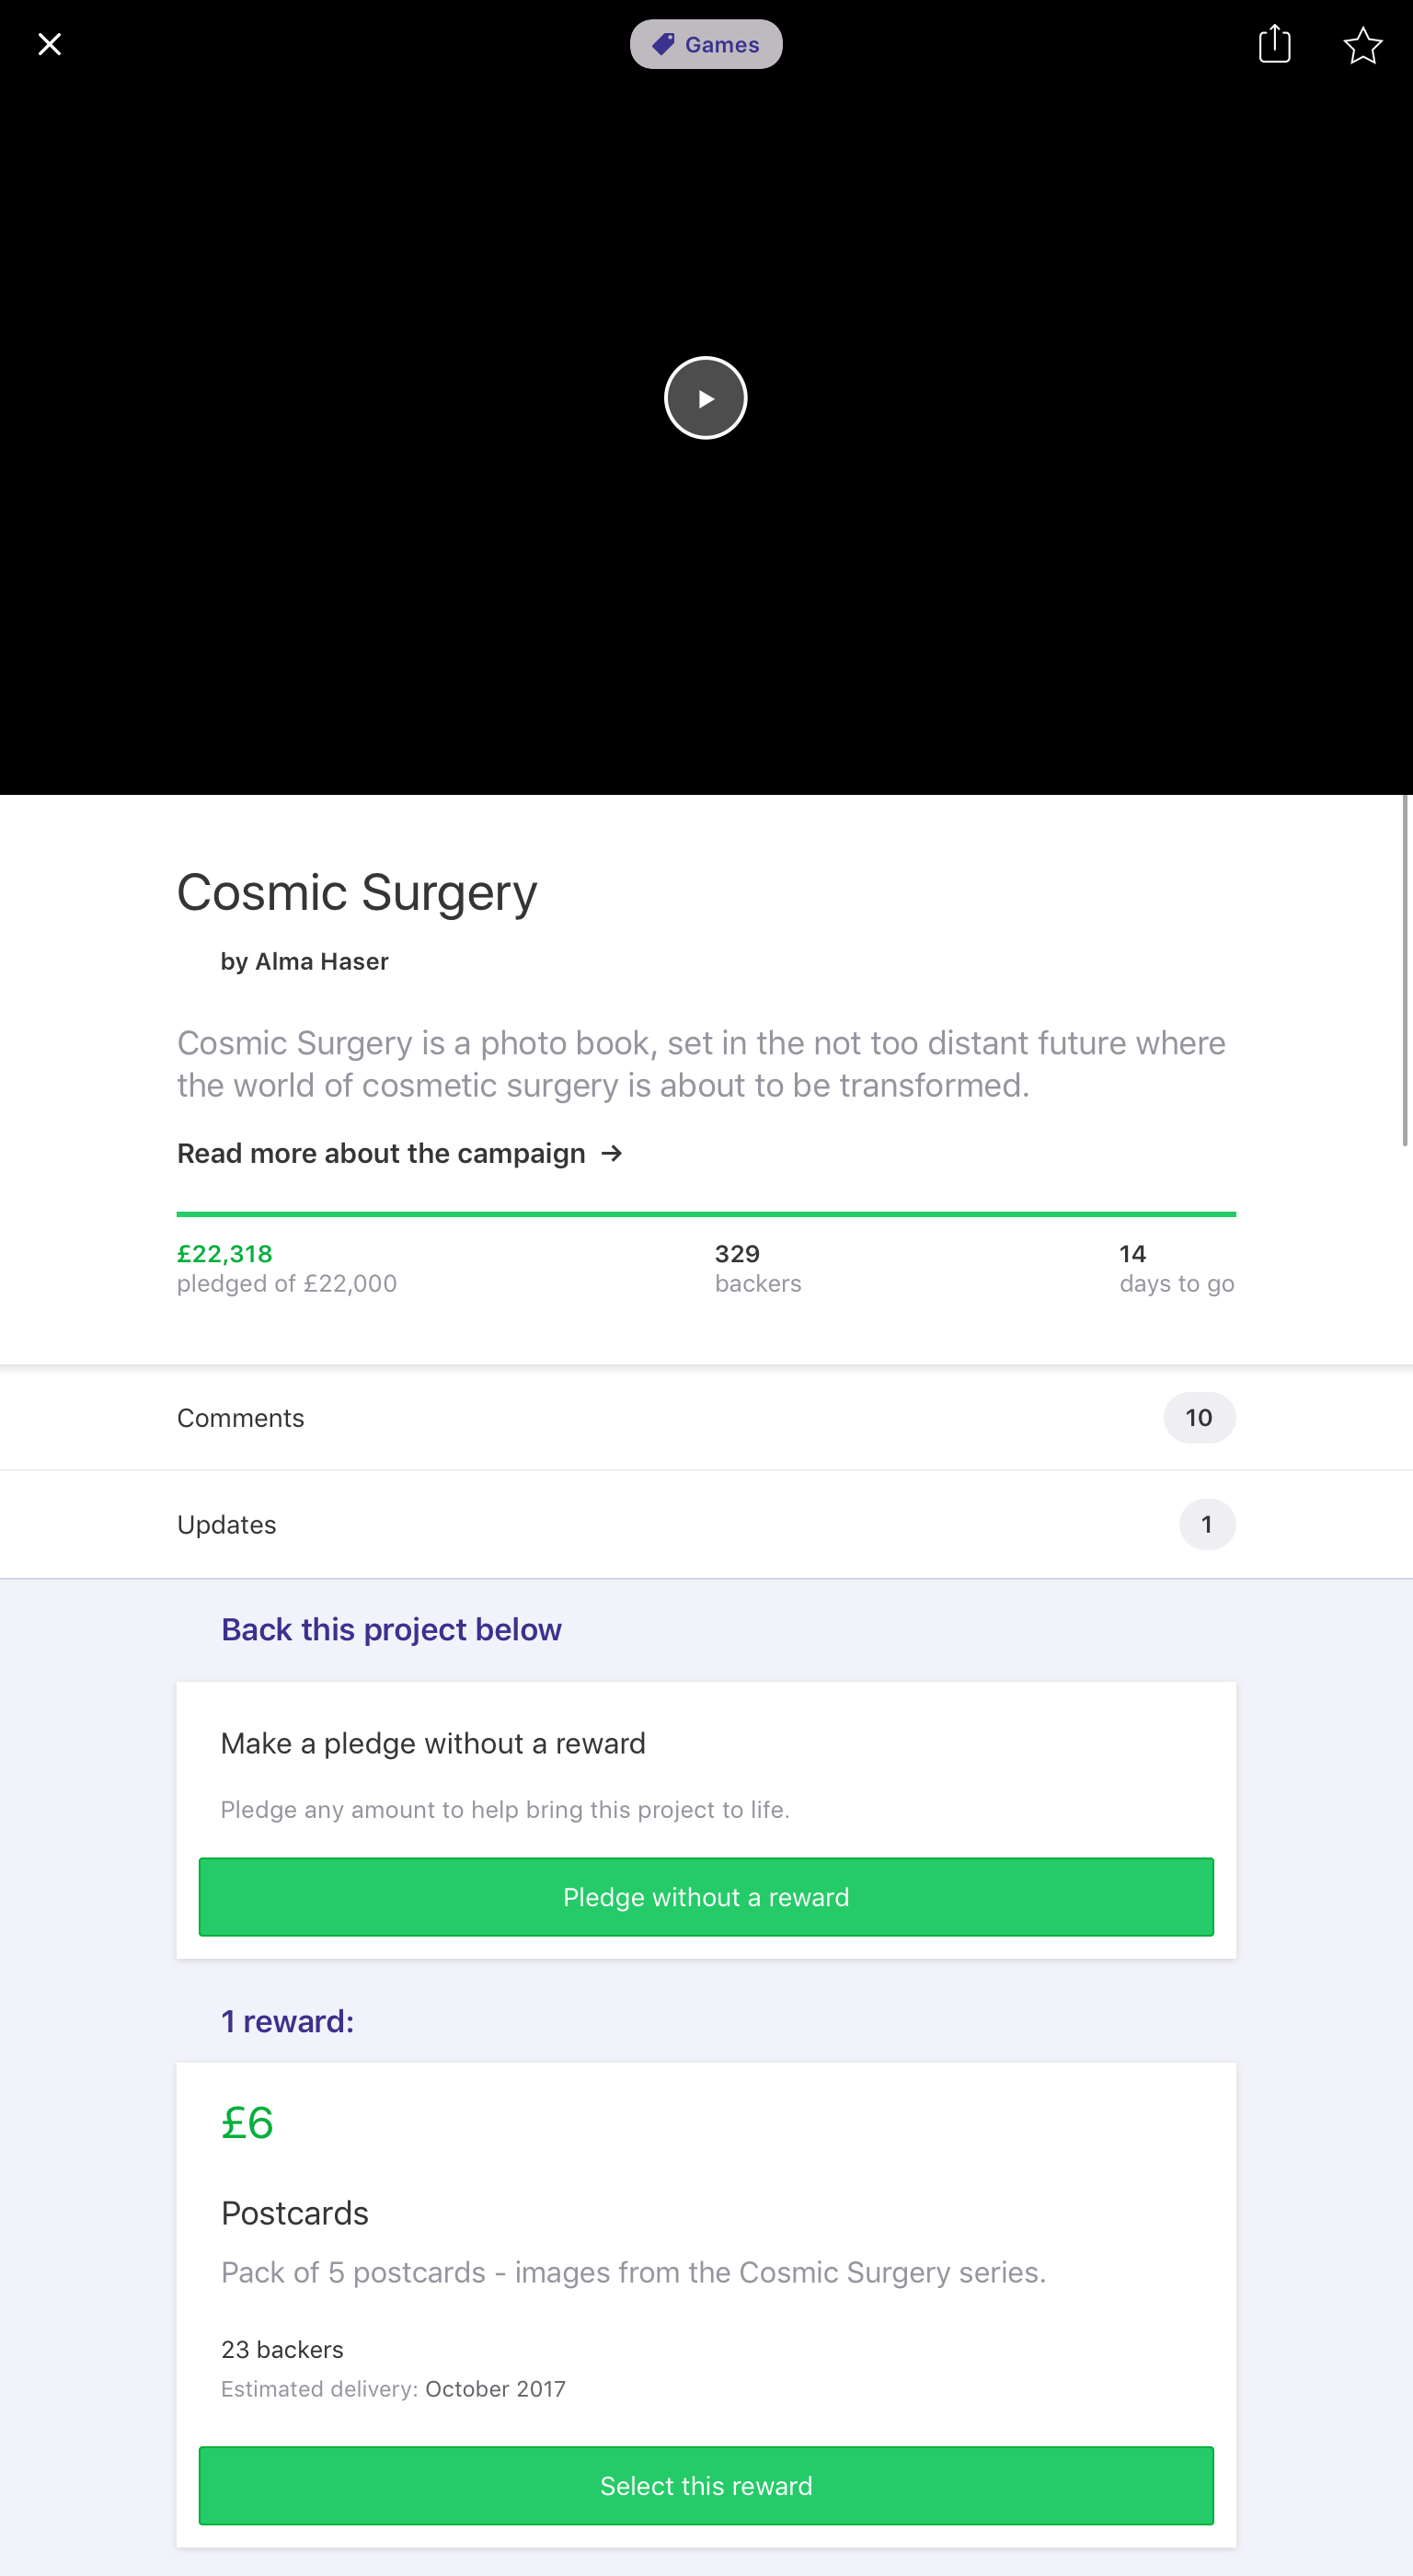 Games
Cosmic Surgery
by Alma Haser
Cosmic Surgery is a photo book, set in the not too distant future where
the world of cosmetic surgery is about to be transformed.
Read more about the campaign →
£22,318
pledged of £22,000
329
backers
14
days to go
Comments
10
Updates
1
Back this project below
Make a pledge without a reward
Pledge any amount to help bring this project to life.
Pledge without a reward
1 reward:
£6
Postcards
Pack of 5 postcards - images from the Cosmic Surgery series.
23 backers
Estimated delivery: October 2017
Select this reward